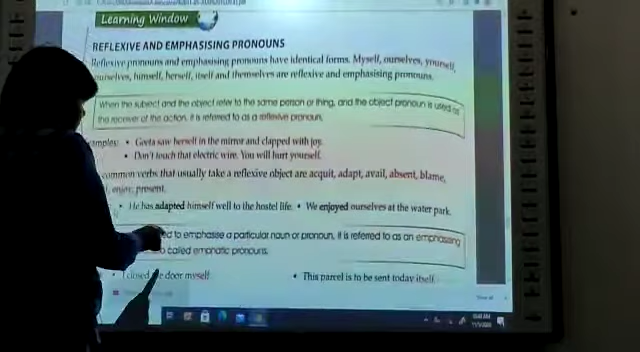 Learning Window
REFLEXIVE AND EMPHASISING PRONOUNS
Reflexive pronouns and emphasising pronouns have identical forms. Myself, ourselves, yourself,
ourselves, himself, herself, itself and themselves are reflexive and emphasising pronouns.
When the subject and the object refer to the same person or thing, and the object pronoun is used as
the receiver of the action, it is referred to as a reflexive pronoun.
amples: • Geeta saw herself in the mirror and clapped with joy.
• Don't touch that electric wire. You will hurt yourself.
common verbs that usually take a reflexive object are acquit, adapt, avail, absent, blame,
enjoy, present.
• He has adapted himself well to the hostel life. • We enjoyed ourselves at the water park.
ed to emphasise a particular noun or pronoun, it is referred to as an emphasising
o called emphatic pronouns.
• I closed e door myself. • This parcel is to be sent today itself.